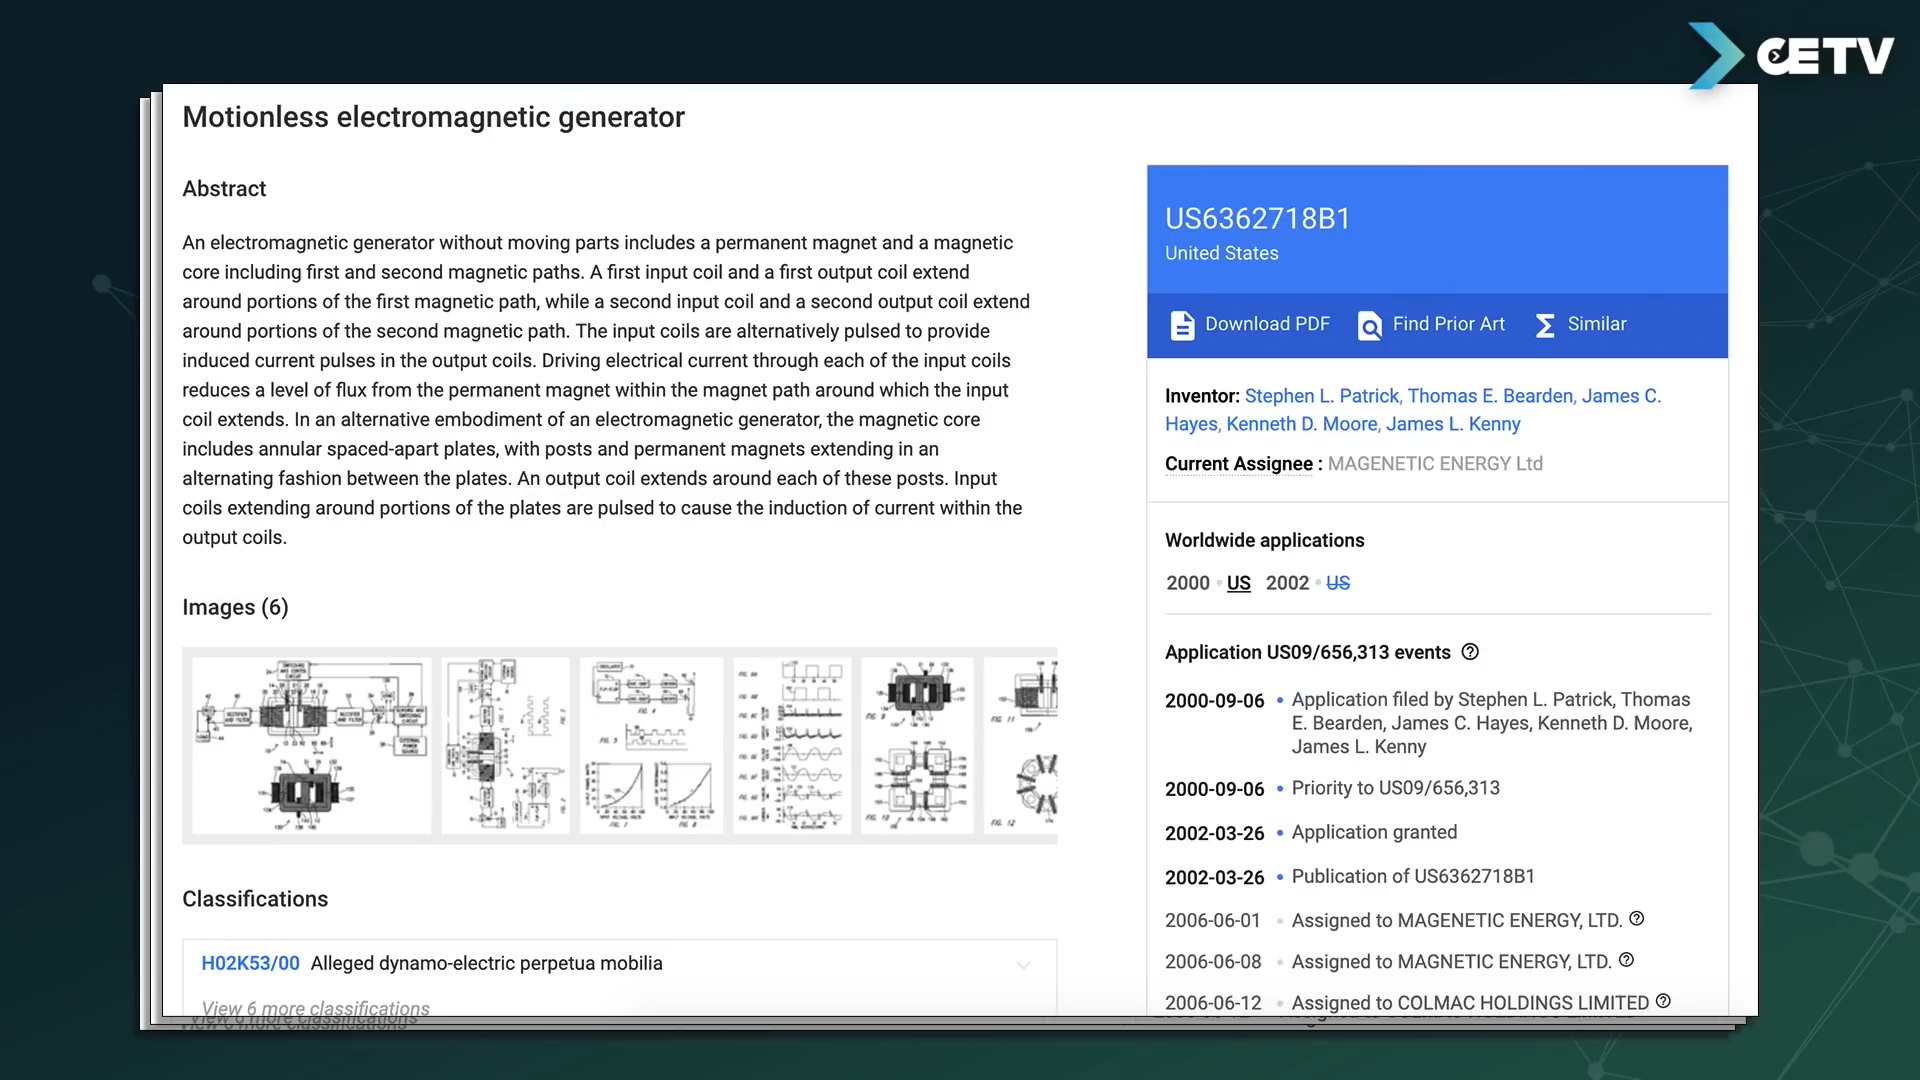 CETV
Motionless electromagnetic generator
Abstract
An electromagnetic generator without moving parts includes a permanent magnet and a magnetic
core including first and second magnetic paths. A first input coil and a first output coil extend
around portions of the first magnetic path, while a second input coil and a second output coil extend
around portions of the second magnetic path. The input coils are alternatively pulsed to provide
induced current pulses in the output coils. Driving electrical current through each of the input coils
reduces a level of flux from the permanent magnet within the magnet path around which the input
coil extends. In an alternative embodiment of an electromagnetic generator, the magnetic core
includes annular spaced-apart plates, with posts and permanent magnets extending in an
alternating fashion between the plates. An output coil extends around each of these posts. Input
coils extending around portions of the plates are pulsed to cause the induction of current within the
output coils.
Images (6)
Classifications
H02K53/00 Alleged dynamo-electric perpetua mobilia
View 6 more classifications
US6362718B1
United States
Download PDF Find Prior Art Similar
Inventor: Stephen L. Patrick, Thomas E. Bearden, James C.
Hayes, Kenneth D. Moore, James L. Kenny
Current Assignee : MAGENETIC ENERGY Ltd
Worldwide applications
2000 • US 2002 • US
Application US09/656,313 events
2000-09-06 • Application filed by Stephen L. Patrick, Thomas
E. Bearden, James C. Hayes, Kenneth D. Moore,
James L. Kenny
2000-09-06 • Priority to US09/656,313
2002-03-26 • Application granted
2002-03-26 • Publication of US6362718B1
2006-06-01 • Assigned to MAGENETIC ENERGY, LTD.
2006-06-08 • Assigned to MAGNETIC ENERGY, LTD.
2006-06-12 • Assigned to COLMAC HOLDINGS LIMITED